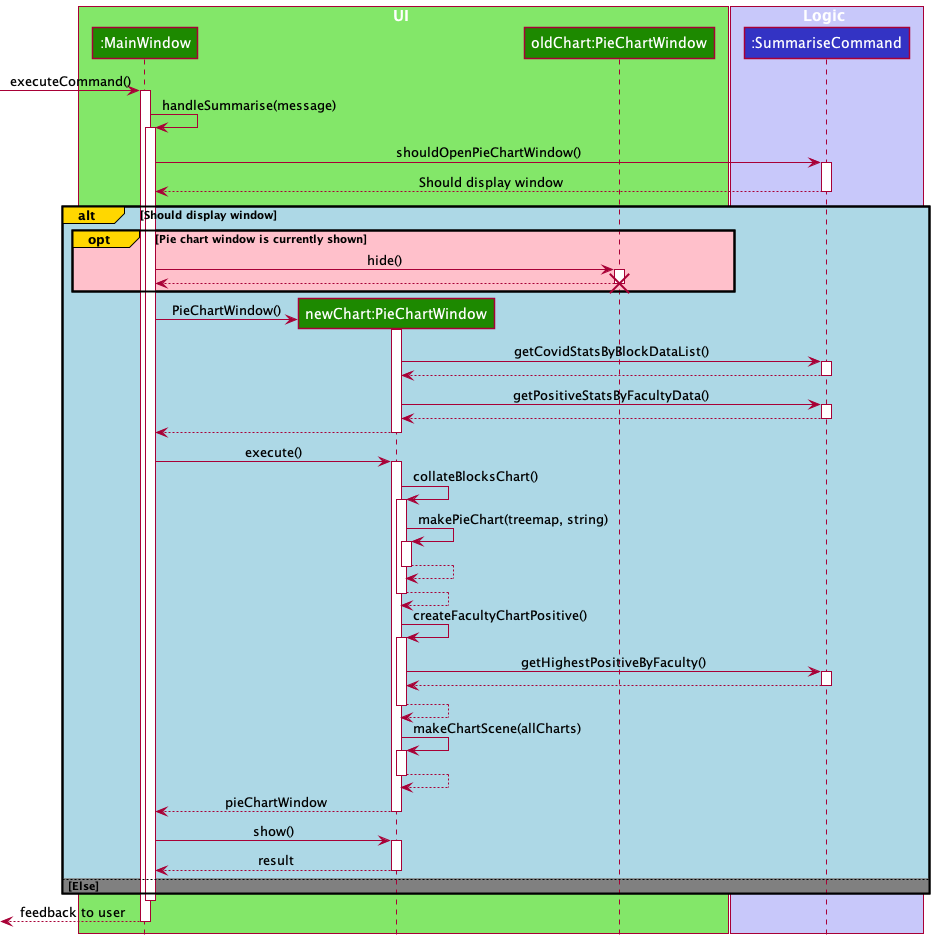 UI
Logic
:MainWindow
oldChart:PieChartWindow
:SummariseCommand
executeCommand()
handleSummarise(message)
shouldOpenPieChartWindow()
Should display window
alt
[Should display window]
opt
[Pie chart window is currently shown]
hide()
PieChartWindow()
newChart:PieChartWindow
getCovidStatsByBlockDataList()
getPositiveStatsByFacultyData()
execute()
collateBlocksChart()
makePieChart(treemap, string)
createFacultyChartPositive()
getHighestPositiveByFaculty()
makeChartScene(allCharts)
pieChartWindow
show()
result
[Else]
feedback to user